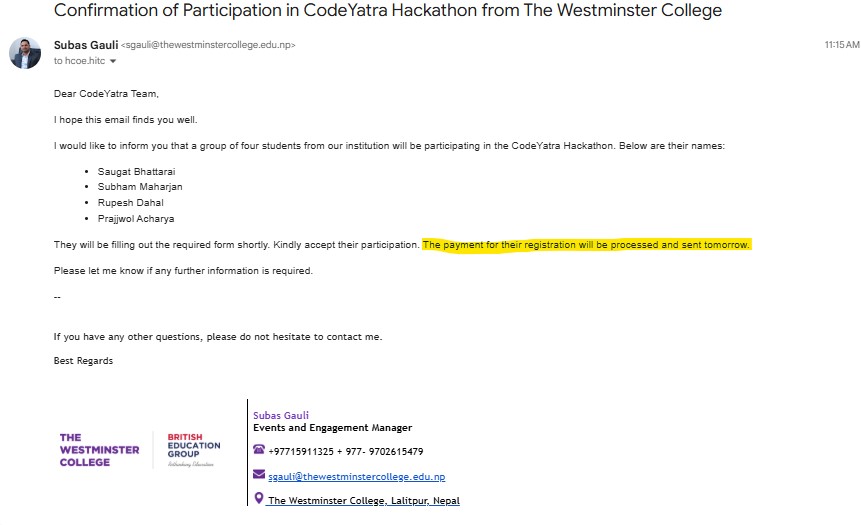 Confirmation of Participation in CodeYatra Hackathon from The Westminster College
Subas Gauli <sgauli@thewestminstercollege.edu.np>
11:15 AM
to hcoe.hitc
Dear CodeYatra Team,
I hope this email finds you well.
I would like to inform you that a group of four students from our institution will be participating in the CodeYatra Hackathon. Below are their names:
• Saugat Bhattarai
• Subham Maharjan
• Rupesh Dahal
• Prajjwol Acharya
They will be filling out the required form shortly. Kindly accept their participation. The payment for their registration will be processed and sent tomorrow.
Please let me know if any further information is required.
--
If you have any other questions, please do not hesitate to contact me.
Best Regards
THE
WESTMINSTER
COLLEGE
BRITISH
EDUCATION
GROUP
Rethinking Education
Subas Gauli
Events and Engagement Manager
+97715911325 + 977- 9702615479
sgauli@thewestminstercollege.edu.np
The Westminster College, Lalitpur, Nepal